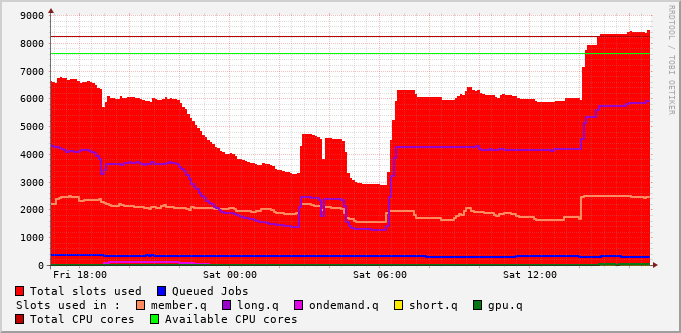 9000
8000
7000
6000
5000
4000
3000
2000
1000
0
Fri 18:00 Sat 00:00 Sat 06:00 Sat 12:00
RRDTOOL / TOBI OETIKER
Total slots used Queued Jobs
Slots used in : member.q long.q ondemand.q short.q gpu.q
Total CPU cores Available CPU cores